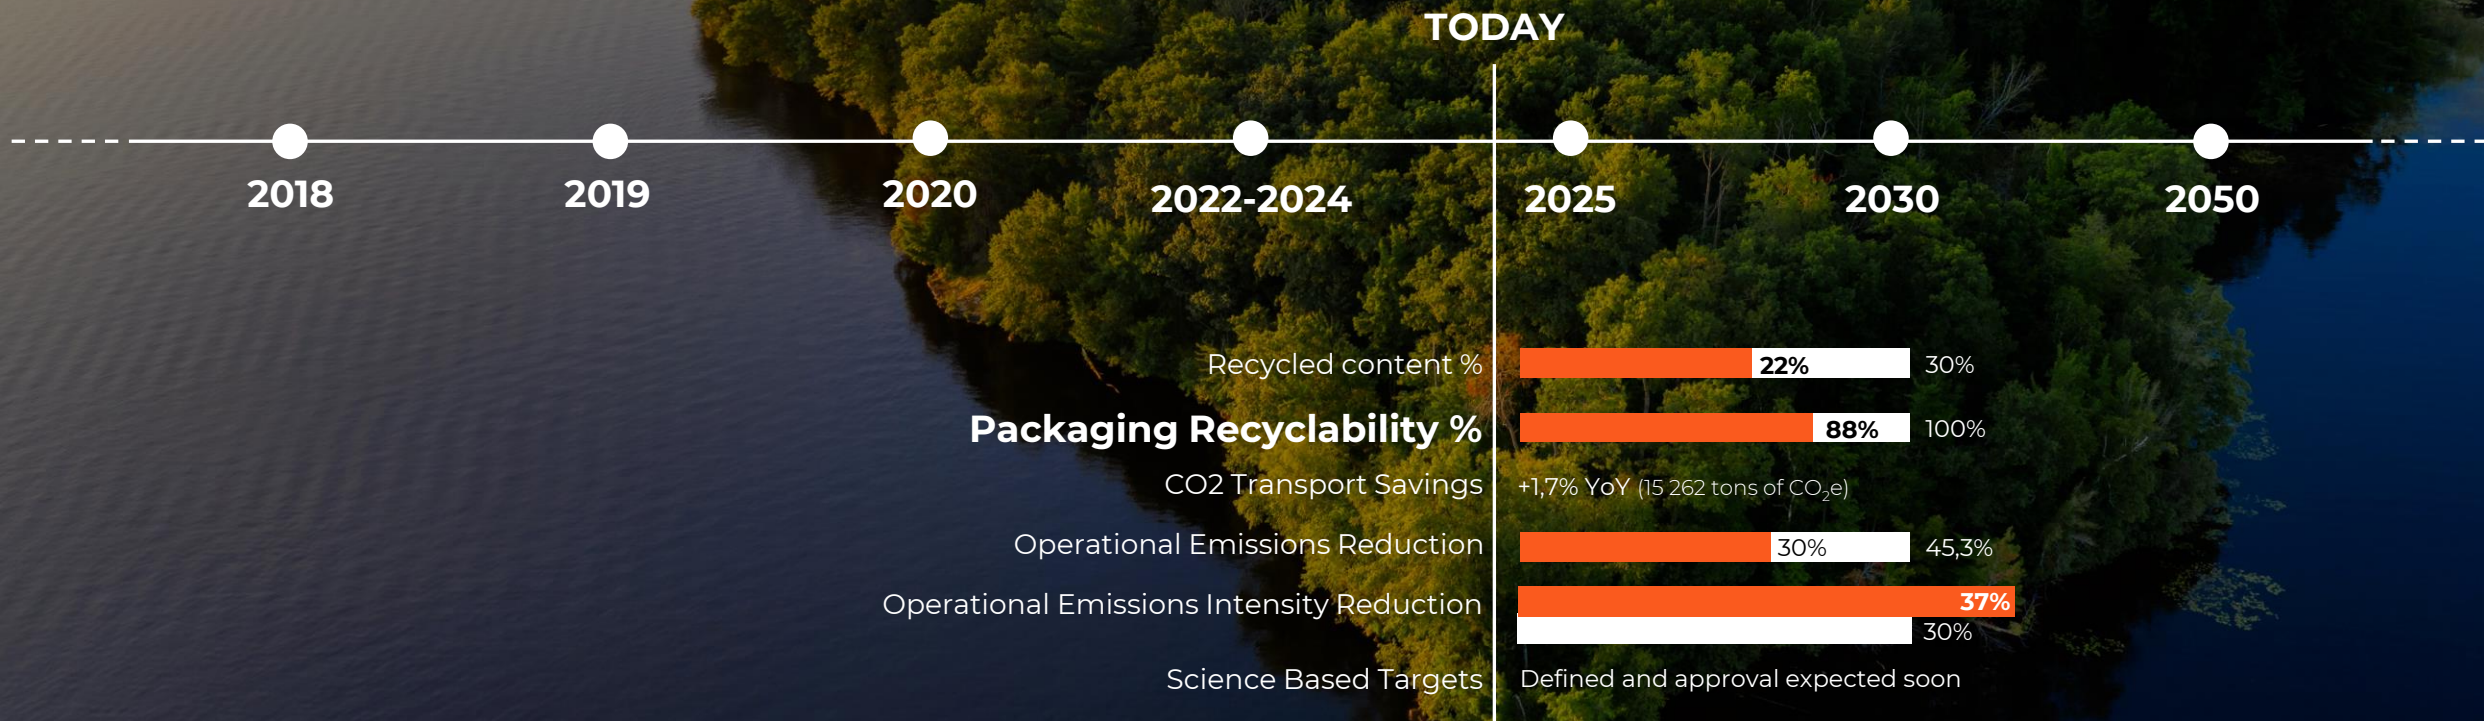 TODAY
2018 2019 2020 2022-2024 2025 2030 2050
Recycled content % 22% 30%
Packaging Recyclability % 88% 100%
CO2 Transport Savings +1,7% YoY (15 262 tons of CO₂e)
Operational Emissions Reduction 30% 45,3%
Operational Emissions Intensity Reduction 37%
30%
Science Based Targets Defined and approval expected soon